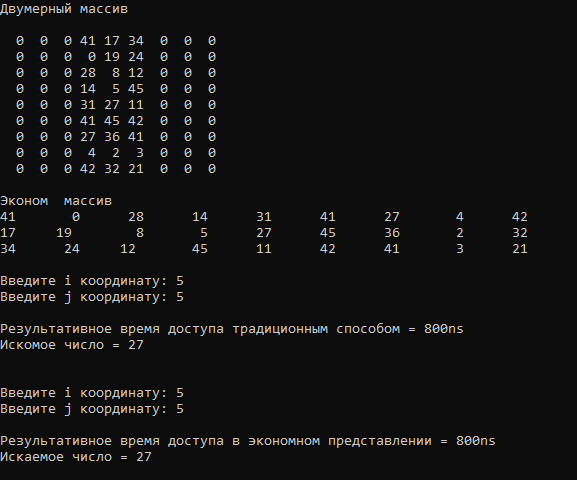 Двумерный массив
0 0 0 41 17 34 0 0 0
0 0 0 0 19 24 0 0 0
0 0 0 28 8 12 0 0 0
0 0 0 14 5 45 0 0 0
0 0 0 31 27 11 0 0 0
0 0 0 41 45 42 0 0 0
0 0 0 27 36 41 0 0 0
0 0 0 4 2 3 0 0 0
0 0 0 42 32 21 0 0 0
Эконом массив
41 0 28 14 31 41 27 4 42
17 19 8 5 27 45 36 2 32
34 24 12 45 11 42 41 3 21
Введите i координату: 5
Введите j координату: 5
Результативное время доступа традиционным способом = 800ns
Искомое число = 27
Введите i координату: 5
Введите j координату: 5
Результативное время доступа в экономном представлении = 800ns
Искаемое число = 27